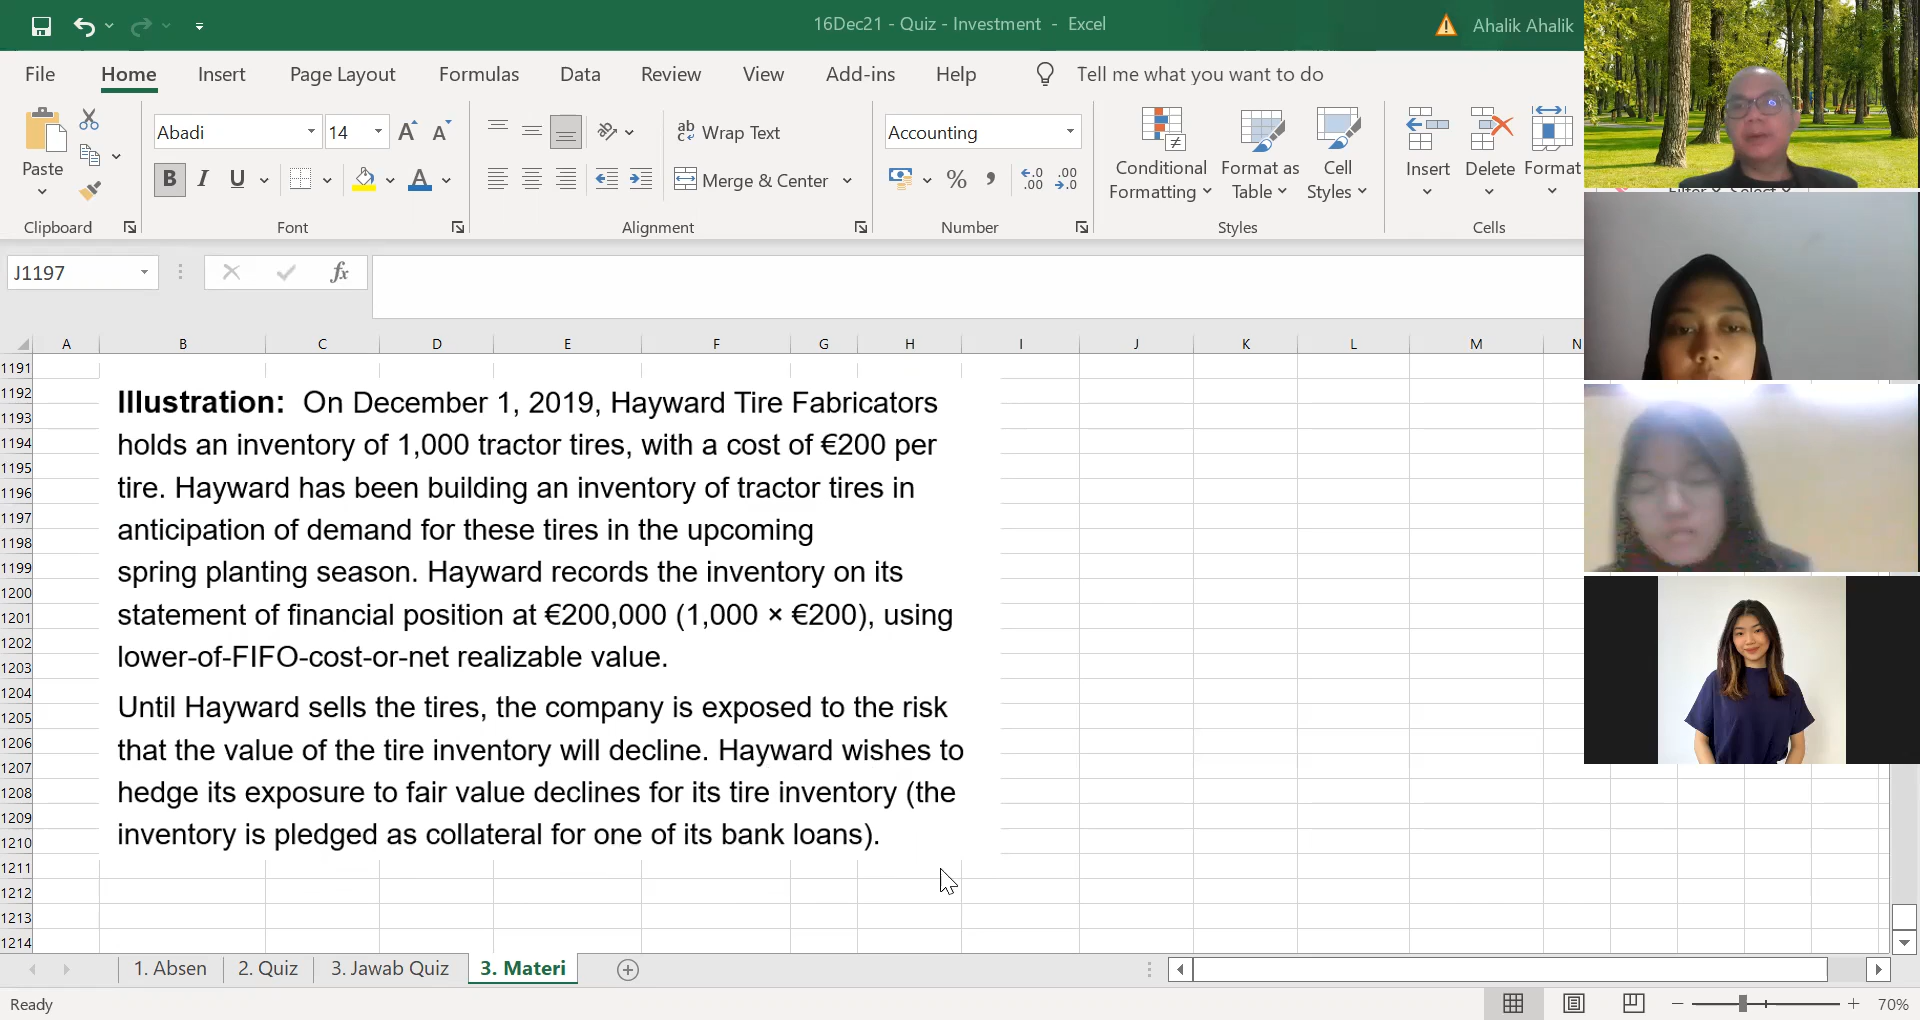 16Dec21 - Quiz - Investment - Excel
Ahalik Ahalik
File Home Insert Page Layout Formulas Data Review View Add-ins Help Tell me what you want to do
Paste
Clipboard
Abadi 14
B I U
A A
Font
ab Wrap Text
Merge & Center
Alignment
Accounting
% , .0 .00 .00 .0
Number
Conditional Formatting
Format as Table
Cell Styles
Styles
Insert Delete Format
Cells
J1197
fx
A B C D E F G H I J K L M N
1191
1192
1193
1194
1195
1196
1197
1198
1199
1200
1201
1202
1203
1204
1205
1206
1207
1208
1209
1210
1211
1212
1213
1214
Illustration: On December 1, 2019, Hayward Tire Fabricators
holds an inventory of 1,000 tractor tires, with a cost of €200 per
tire. Hayward has been building an inventory of tractor tires in
anticipation of demand for these tires in the upcoming
spring planting season. Hayward records the inventory on its
statement of financial position at €200,000 (1,000 × €200), using
lower-of-FIFO-cost-or-net realizable value.
Until Hayward sells the tires, the company is exposed to the risk
that the value of the tire inventory will decline. Hayward wishes to
hedge its exposure to fair value declines for its tire inventory (the
inventory is pledged as collateral for one of its bank loans).
1. Absen 2. Quiz 3. Jawab Quiz 3. Materi
Ready
70%